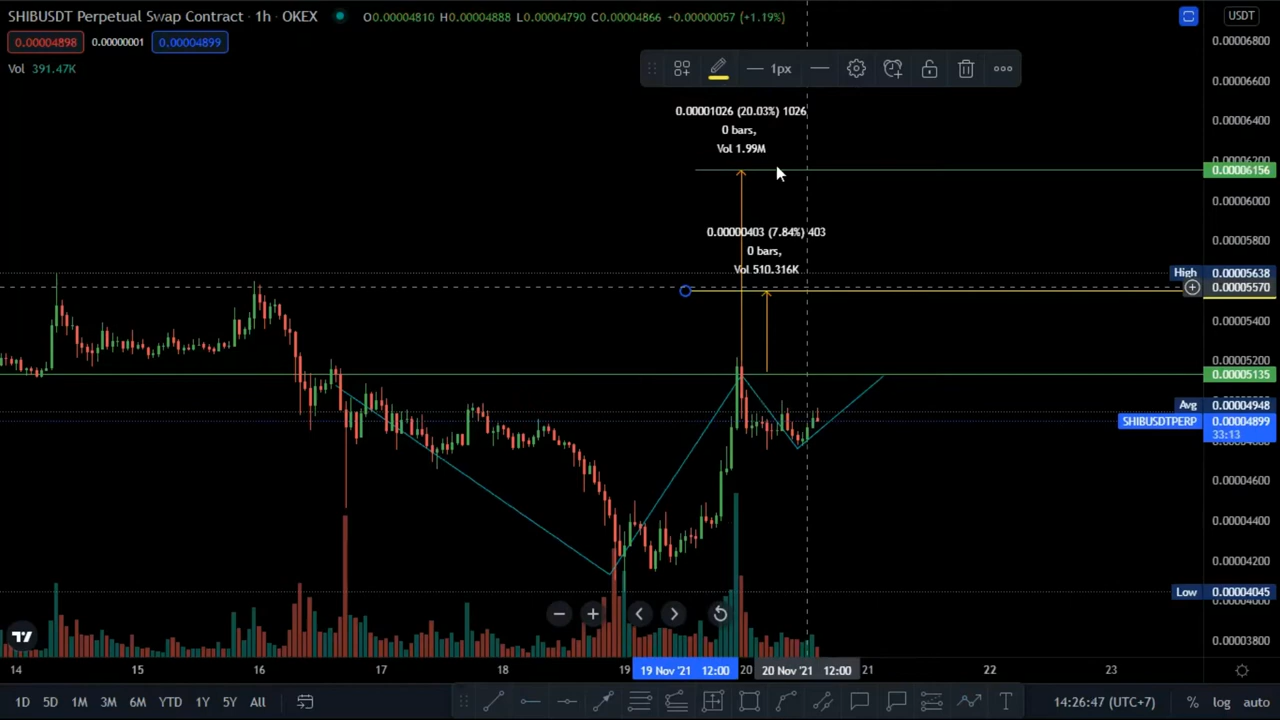 SHIBUSDT Perpetual Swap Contract · 1h · OKEX O0.00004810 H0.00004888 L0.00004790 C0.00004866 +0.00000057 (+1.19%) USDT
0.00004898 0.00000001 0.00004899
Vol 391.47K
1px
0.00006800
0.00006600
0.00006400
0.00001026 (20.03%) 1026
0 bars,
Vol 1.99M
0.00006156
0.00006000
0.00005800
0.00000403 (7.84%) 403
0 bars,
Vol 510.316K
High 0.00005638
0.00005570
0.00005400
0.00005200
0.00005135
Avg 0.00004948
SHIBUSDTPERP 0.00004899
33:13
0.00004600
0.00004400
0.00004200
Low 0.00004045
0.00003800
14 15 16 17 18 19 19 Nov '21 12:00 20 20 Nov '21 12:00 21 22 23
1D 5D 1M 3M 6M YTD 1Y 5Y All 14:26:47 (UTC+7) % log auto